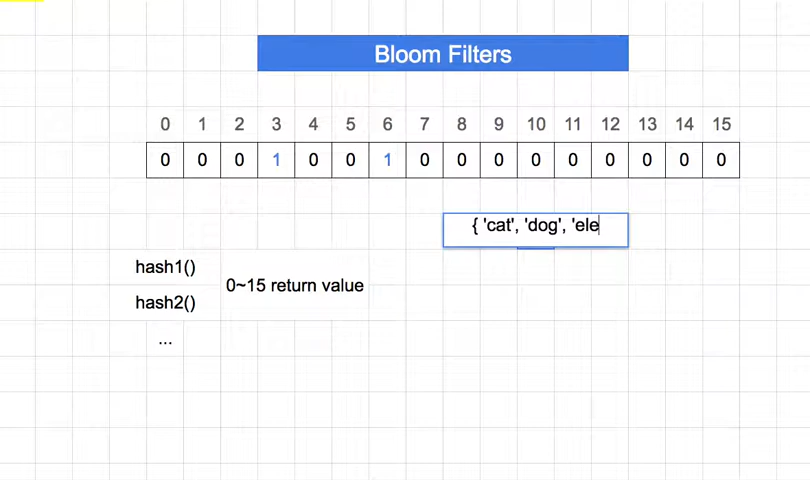 Bloom Filters
0 1 2 3 4 5 6 7 8 9 10 11 12 13 14 15
0 0 0 1 0 0 1 0 0 0 0 0 0 0 0 0
{ 'cat', 'dog', 'ele
hash1()
0~15 return value
hash2()
...